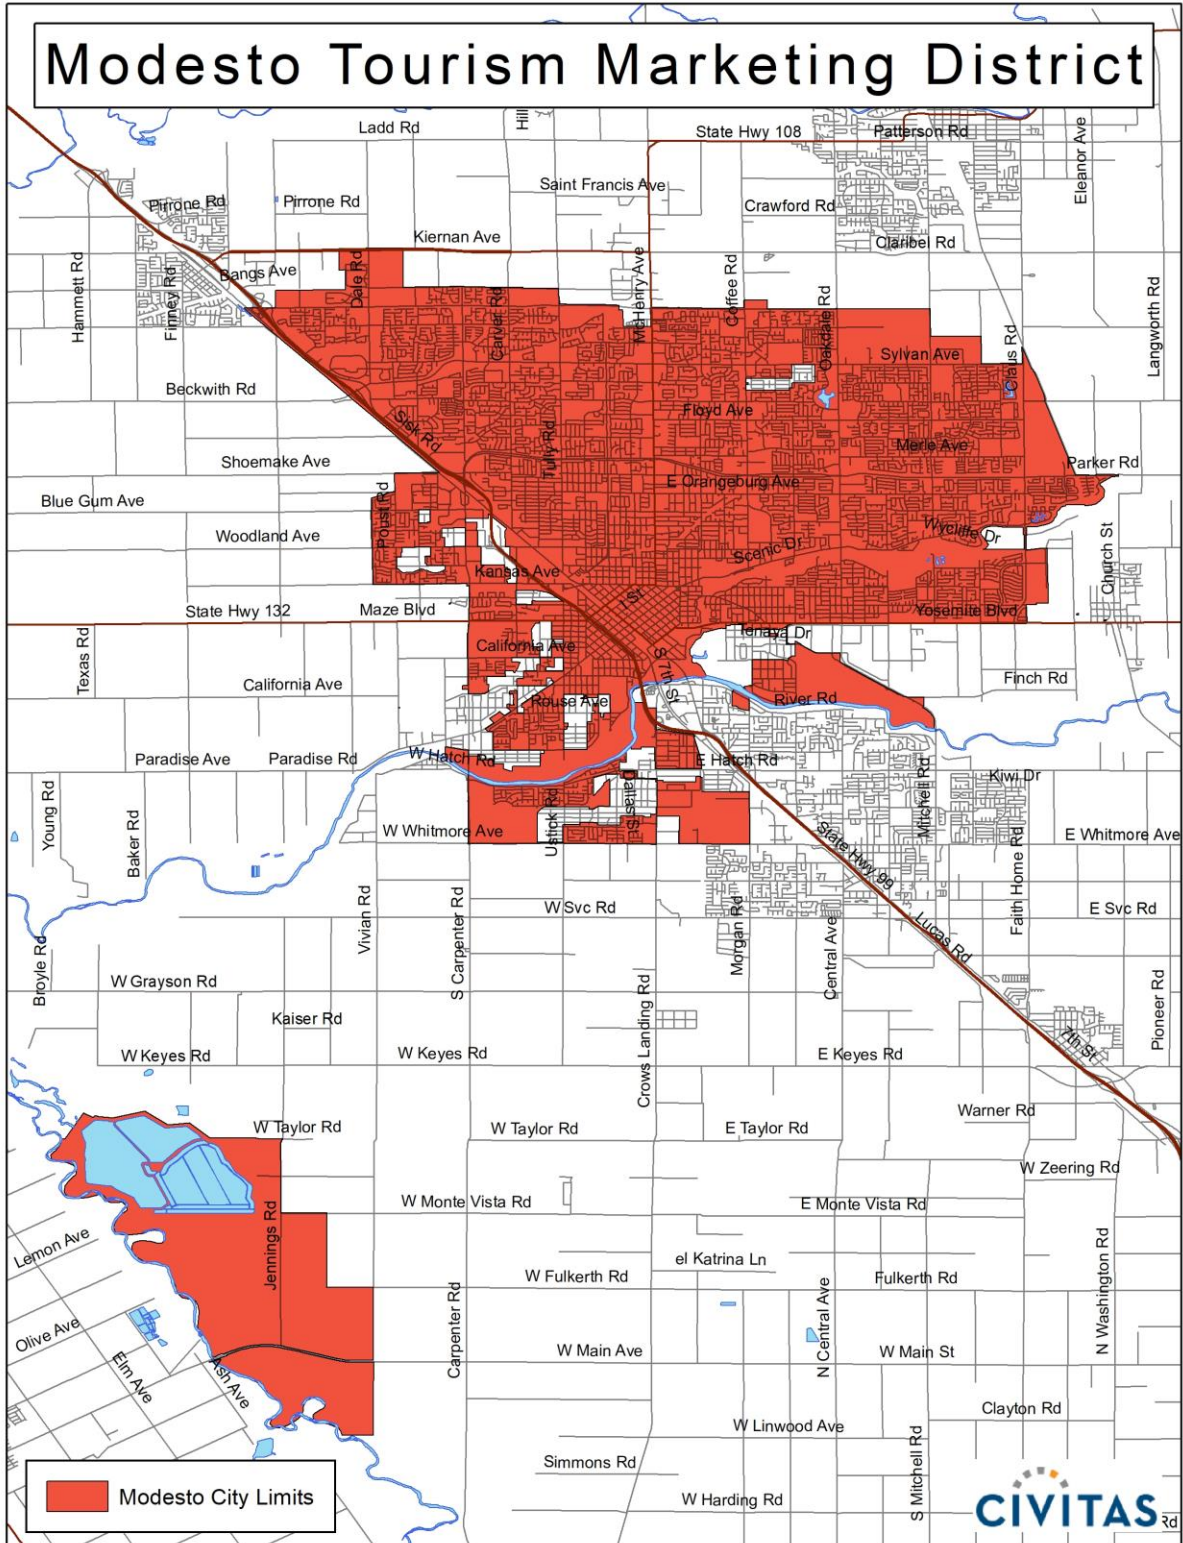 Modesto Tourism Marketing District
Ladd Rd
State Hwy 108
Patterson Rd
Eleanor Ave
Saint Francis Ave
Pirrone Rd
Pirrone Rd
Crawford Rd
Kiernan Ave
Claribel Rd
Hammett Rd
Finney Rd
Bangs Ave
Dale Rd
Carver Rd
McHenry Ave
Coffee Rd
Oakdale Rd
Claus Rd
Langworth Rd
Sylvan Ave
Beckwith Rd
Sisk Rd
Floyd Ave
Tully Rd
Merle Ave
Shoemake Ave
Parker Rd
E Orangeburg Ave
Blue Gum Ave
Poust Rd
Woodland Ave
Wycliffe Dr
Scenic Dr
Church St
Kansas Ave
I St
State Hwy 132
Maze Blvd
Yosemite Blvd
Texas Rd
California Ave
Tenaya Dr
California Ave
S 7th St
Finch Rd
Rouse Ave
River Rd
Paradise Ave
Paradise Rd
W Hatch Rd
E Hatch Rd
Kiwi Dr
Young Rd
Baker Rd
Ustick Rd
Dallas St
Mitchell Rd
W Whitmore Ave
State Hwy 99
E Whitmore Ave
Faith Home Rd
Vivian Rd
S Carpenter Rd
W Svc Rd
E Svc Rd
Broyle Rd
Morgan Rd
Central Ave
Lucas Rd
W Grayson Rd
Crows Landing Rd
Pioneer Rd
Kaiser Rd
W Keyes Rd
W Keyes Rd
E Keyes Rd
7th St
Warner Rd
W Taylor Rd
W Taylor Rd
E Taylor Rd
W Zeering Rd
W Monte Vista Rd
E Monte Vista Rd
Jennings Rd
Lemon Ave
el Katrina Ln
N Washington Rd
W Fulkerth Rd
Fulkerth Rd
Carpenter Rd
N Central Ave
Olive Ave
Elm Ave
Ash Ave
W Main Ave
W Main St
Clayton Rd
W Linwood Ave
Simmons Rd
S Mitchell Rd
W Harding Rd
Modesto City Limits
CIVITAS
Rd